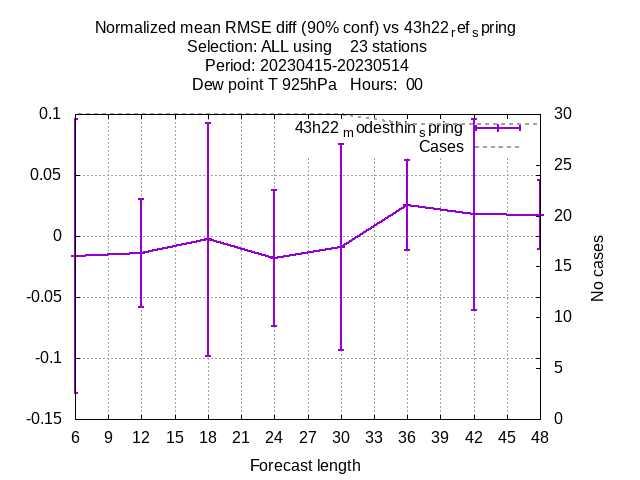 Normalized mean RMSE diff (90% conf) vs 43h22refspring
Selection: ALL using 23 stations
Period: 20230415-20230514
Dew point T 925hPa Hours: 00
43h22modesthinspring
Cases
0.1
0.05
0
-0.05
-0.1
-0.15
30
25
20
15
10
5
0
No cases
6 9 12 15 18 21 24 27 30 33 36 39 42 45 48
Forecast length